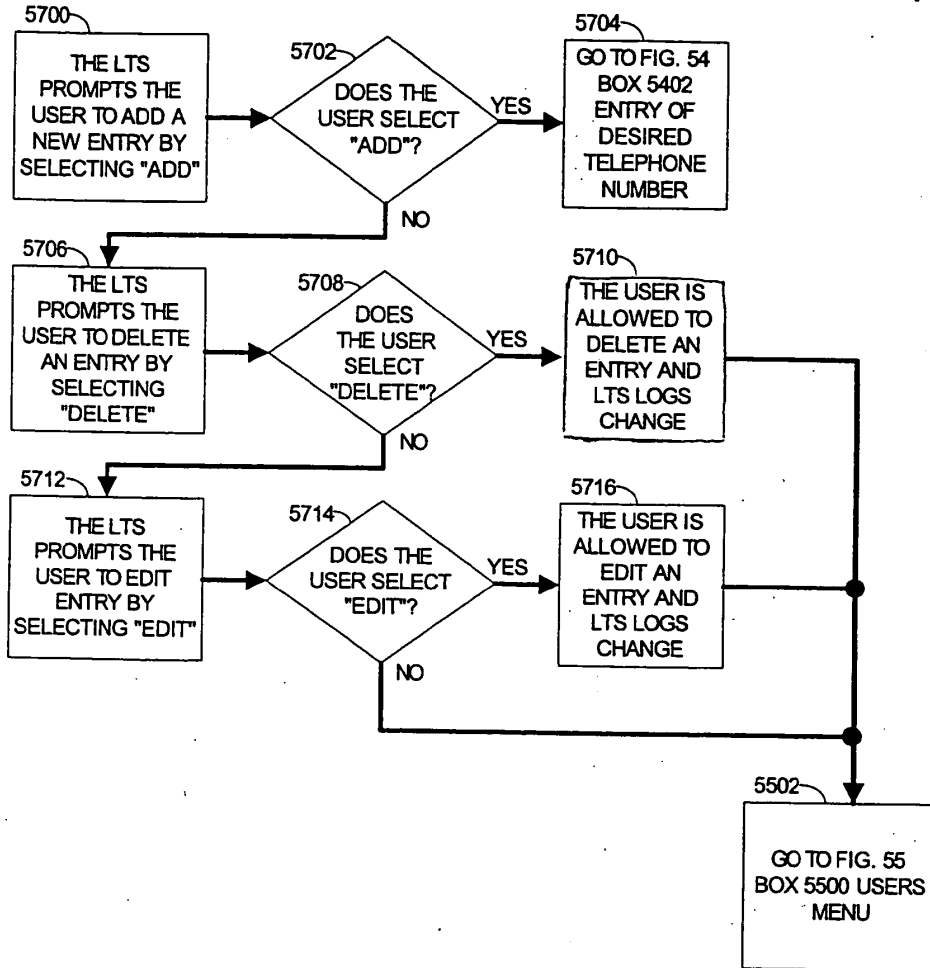 5700
THE LTS
PROMPTS THE
USER TO ADD A
NEW ENTRY BY
SELECTING "ADD"
5702
DOES THE
USER SELECT
"ADD"?
YES
NO
5704
GO TO FIG. 54
BOX 5402
ENTRY OF
DESIRED
TELEPHONE
NUMBER
5706
THE LTS
PROMPTS THE
USER TO DELETE
AN ENTRY BY
SELECTING
"DELETE"
5708
DOES
THE USER
SELECT
"DELETE"?
YES
NO
5710
THE USER IS
ALLOWED TO
DELETE AN
ENTRY AND
LTS LOGS
CHANGE
5712
THE LTS
PROMPTS THE
USER TO EDIT
ENTRY BY
SELECTING "EDIT"
5714
DOES THE
USER SELECT
"EDIT"?
YES
NO
5716
THE USER IS
ALLOWED TO
EDIT AN
ENTRY AND
LTS LOGS
CHANGE
5502
GO TO FIG. 55
BOX 5500 USERS
MENU